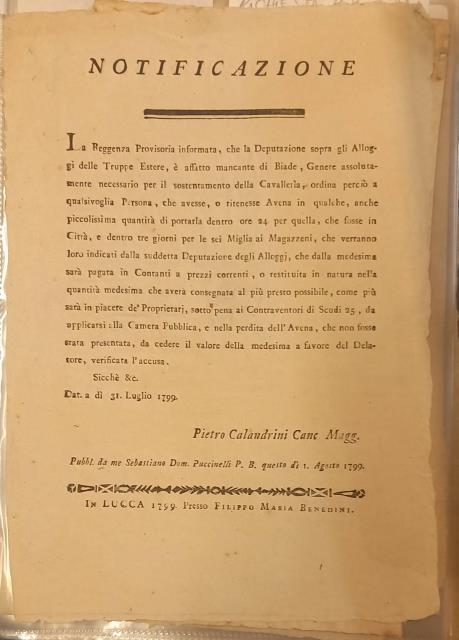 NOTIFICAZIONE
La Reggenza Provisoria informata, che la Deputazione sopra gli Allog-
gi delle Truppe Estere, è affatto mancante di Biade, Genere assoluta-
mente necessario per il sostentamento della Cavalleria, ordina perciò a
qualsivoglia Persona, che avesse, o ritenesse Avena in qualche, anche
piccolissima quantità di portarla dentro ore 24 per quella, che fosse in
Città, e dentro tre giorni per le sei Miglia ai Magazzeni, che verranno
loro indicati dalla suddetta Deputazione degli Alloggj, che dalla medesima
sarà pagata in Contanti a prezzi correnti, o restituita in natura nella
quantità medesima che averà consegnata al più presto possibile, come più
sarà in piacere de' Proprietari, sotto pena ai Contraventori di Scudi 25, da
applicarsi alla Camera Pubblica, e nella perdita dell'Avena, che non fosse
stata presentata, da cedere il valore della medesima a favore del Dela-
tore, verificata l'accusa.
Sicchè &c.
Dat. a dì 31. Luglio 1799.
Pietro Calandrini Canc Magg.
Pubbl. da me Sebastiano Dom. Puccinelli P. B. questo dì 1. Agosto 1799.
IN LUCCA 1799. Presso FILIPPO MARIA BENEDINI.